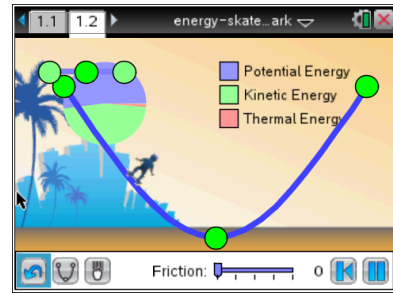 1.1 1.2 energy-skate...ark
Potential Energy
Kinetic Energy
Thermal Energy
Friction: 0